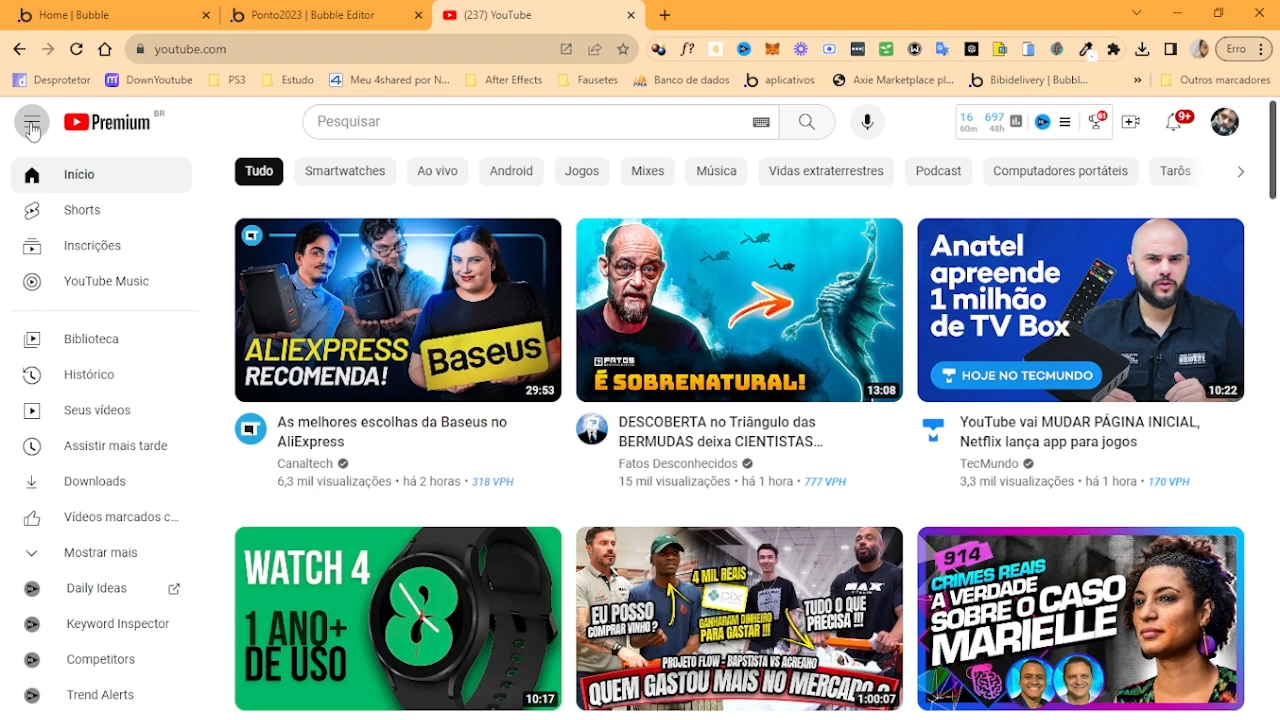 Home | Bubble
Ponto2023 | Bubble Editor
(237) YouTube
youtube.com
f?
Erro
Desprotetor
DownYoutube
PS3
Estudo
Meu 4shared por N...
After Effects
Fausetes
Banco de dados
aplicativos
Axie Marketplace pl...
Bibidelivery | Bubbl...
»
Outros marcadores
Premium BR
Pesquisar
16 697
60m 48h
61
9+
Início
Shorts
Inscrições
YouTube Music
Biblioteca
Histórico
Seus vídeos
Assistir mais tarde
Downloads
Vídeos marcados c...
Mostrar mais
Daily Ideas
Keyword Inspector
Competitors
Trend Alerts
Tudo
Smartwatches
Ao vivo
Android
Jogos
Mixes
Música
Vidas extraterrestres
Podcast
Computadores portáteis
Tarôs
ALIEXPRESS
RECOMENDA!
Baseus
29:53
As melhores escolhas da Baseus no
AliExpress
Canaltech
6,3 mil visualizações • há 2 horas • 318 VPH
FATOS
É SOBRENATURAL!
13:08
DESCOBERTA no Triângulo das
BERMUDAS deixa CIENTISTAS...
Fatos Desconhecidos
15 mil visualizações • há 1 hora • 777 VPH
Anatel
apreende
1 milhão
de TV Box
HOJE NO TECMUNDO
10:22
YouTube vai MUDAR PÁGINA INICIAL,
Netflix lança app para jogos
TecMundo
3,3 mil visualizações • há 1 hora • 170 VPH
WATCH 4
1 ANO+
DE USO
10:17
EU POSSO
COMPRAR VINHO ?
4 MIL REAIS
pix
GANHARAM DINHEIRO
PARA GASTAR !!!
TUDO O QUE
PRECISA !!!
MAX
PROJETO FLOW - BAPSTISTA VS ACREANO
QUEM GASTOU MAIS NO MERCADO ?
1:00:07
914
CRIMES REAIS
A VERDADE
SOBRE O CASO
MARIELLE